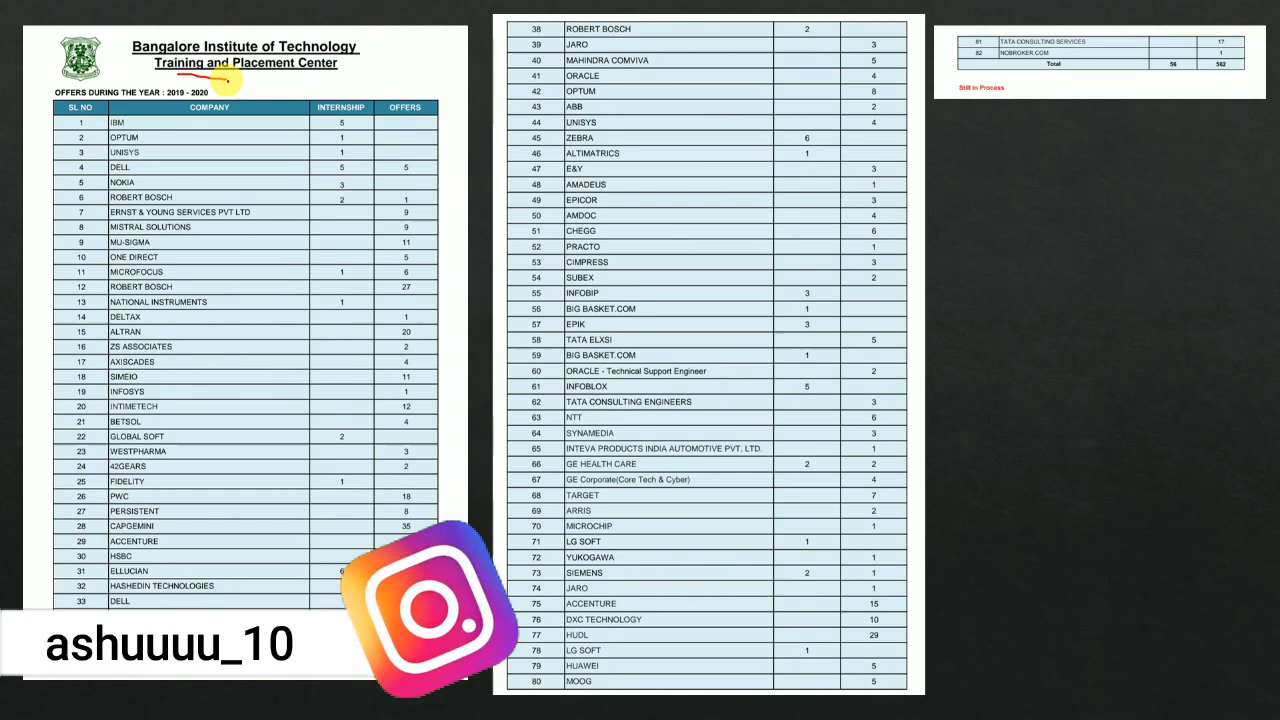 Bangalore Institute of Technology
Training and Placement Center
OFFERS DURING THE YEAR : 2019 - 2020
SL NO COMPANY INTERNSHIP OFFERS
1 IBM 5
2 OPTUM 1
3 UNISYS 1
4 DELL 5 5
5 NOKIA 3
6 ROBERT BOSCH 2 1
7 ERNST & YOUNG SERVICES PVT LTD 9
8 MISTRAL SOLUTIONS 9
9 MU-SIGMA 11
10 ONE DIRECT 5
11 MICROFOCUS 1 6
12 ROBERT BOSCH 27
13 NATIONAL INSTRUMENTS 1
14 DELTAX 1
15 ALTRAN 20
16 ZS ASSOCIATES 2
17 AXISCADES 4
18 SIMEIO 11
19 INFOSYS 1
20 INTIMETECH 12
21 BETSOL 4
22 GLOBAL SOFT 2
23 WESTPHARMA 3
24 42GEARS 2
25 FIDELITY 1
26 PWC 18
27 PERSISTENT 8
28 CAPGEMINI 35
29 ACCENTURE
30 HSBC
31 ELLUCIAN
32 HASHEDIN TECHNOLOGIES
33 DELL
ashuuuu_10
38 ROBERT BOSCH 2
39 JARO 3
40 MAHINDRA COMVIVA 5
41 ORACLE 4
42 OPTUM 8
43 ABB 2
44 UNISYS 4
45 ZEBRA 6
46 ALTIMATRICS 1
47 E&Y 3
48 AMADEUS 1
49 EPICOR 3
50 AMDOC 4
51 CHEGG 6
52 PRACTO 1
53 CIMPRESS 3
54 SUBEX 2
55 INFOBIP 3
56 BIG BASKET.COM 1
57 EPIK 3
58 TATA ELXSI 5
59 BIG BASKET.COM 1
60 ORACLE - Technical Support Engineer 2
61 INFOBLOX 5
62 TATA CONSULTING ENGINEERS 3
63 NTT 6
64 SYNAMEDIA 3
65 INTEVA PRODUCTS INDIA AUTOMOTIVE PVT. LTD. 1
66 GE HEALTH CARE 2 2
67 GE Corporate(Core Tech & Cyber) 4
68 TARGET 7
69 ARRIS 2
70 MICROCHIP 1
71 LG SOFT 1
72 YUKOGAWA 1
73 SIEMENS 2 1
74 JARO 1
75 ACCENTURE 15
76 DXC TECHNOLOGY 10
77 HUDL 29
78 LG SOFT 1
79 HUAWEI 5
80 MOOG 5
81 TATA CONSULTING SERVICES 17
82 NOBROKER.COM 1
Total 56 562
Still in Process